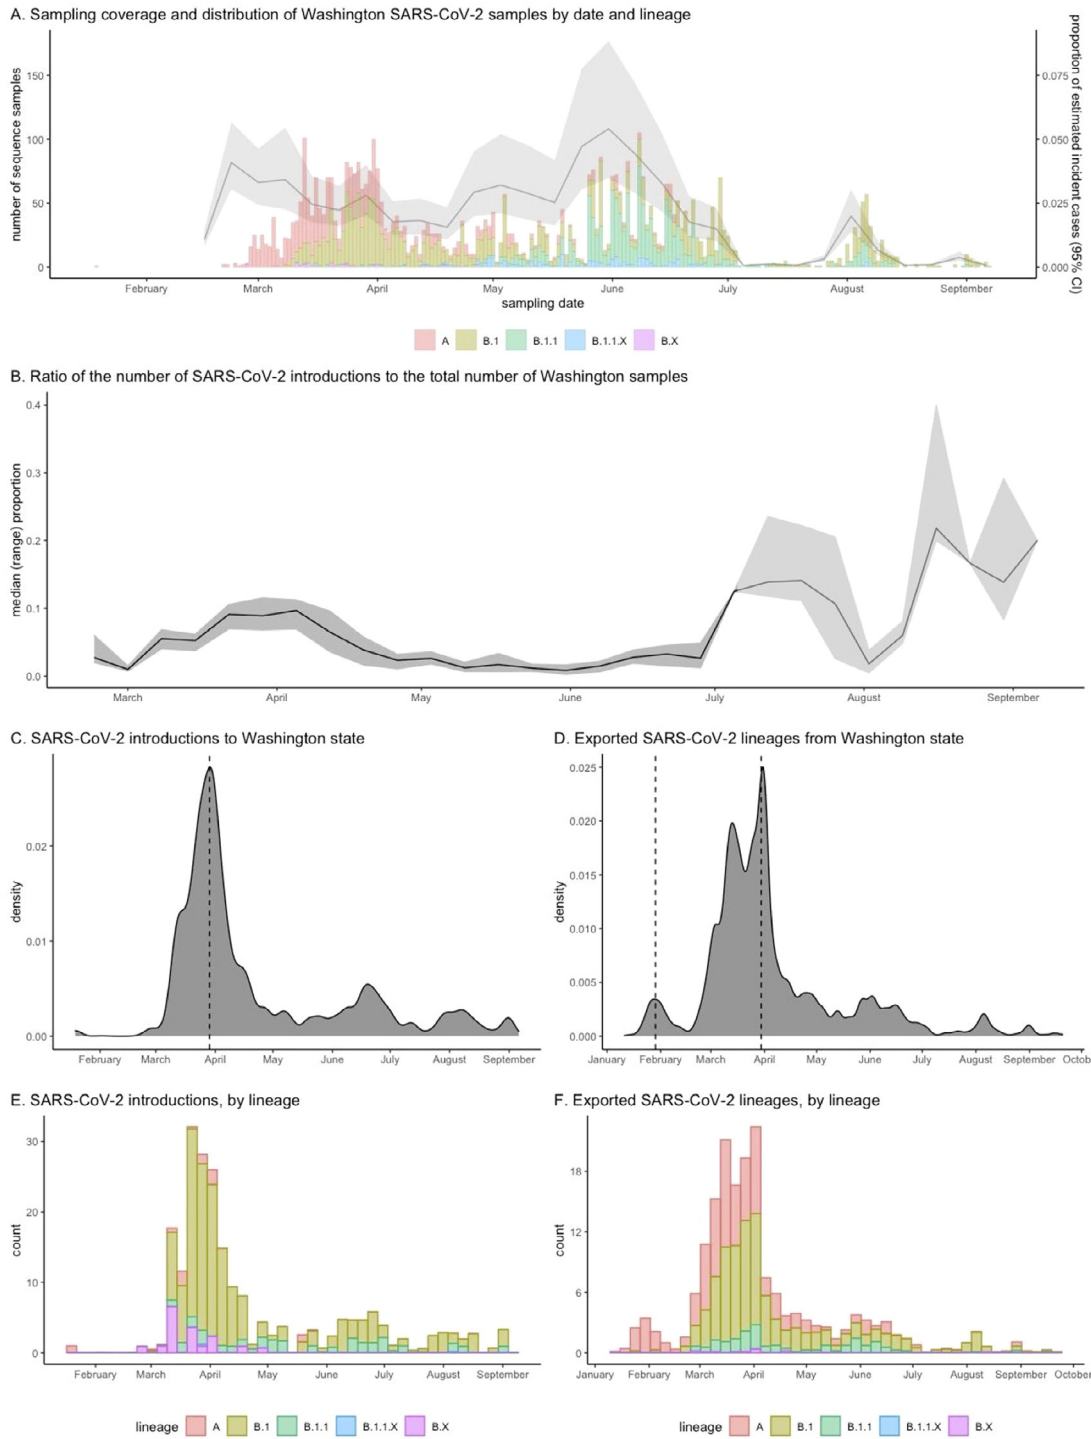 A. Sampling coverage and distribution of Washington SARS-CoV-2 samples by date and lineage
number of sequence samples
150
100
50
0
proportion of estimated incident cases (95% CI)
0.075
0.050
0.025
0.000
February March April May June July August September
sampling date
A B.1 B.1.1 B.1.1.X B.X
B. Ratio of the number of SARS-CoV-2 introductions to the total number of Washington samples
median (range) proportion
0.4
0.3
0.2
0.1
0.0
March April May June July August September
C. SARS-CoV-2 introductions to Washington state
density
0.02
0.01
0.00
February March April May June July August September
D. Exported SARS-CoV-2 lineages from Washington state
density
0.025
0.020
0.015
0.010
0.005
0.000
January February March April May June July August September Octob
E. SARS-CoV-2 introductions, by lineage
count
30
20
10
0
February March April May June July August September
lineage A B.1 B.1.1 B.1.1.X B.X
F. Exported SARS-CoV-2 lineages, by lineage
count
18
12
6
0
January February March April May June July August September October
lineage A B.1 B.1.1 B.1.1.X B.X